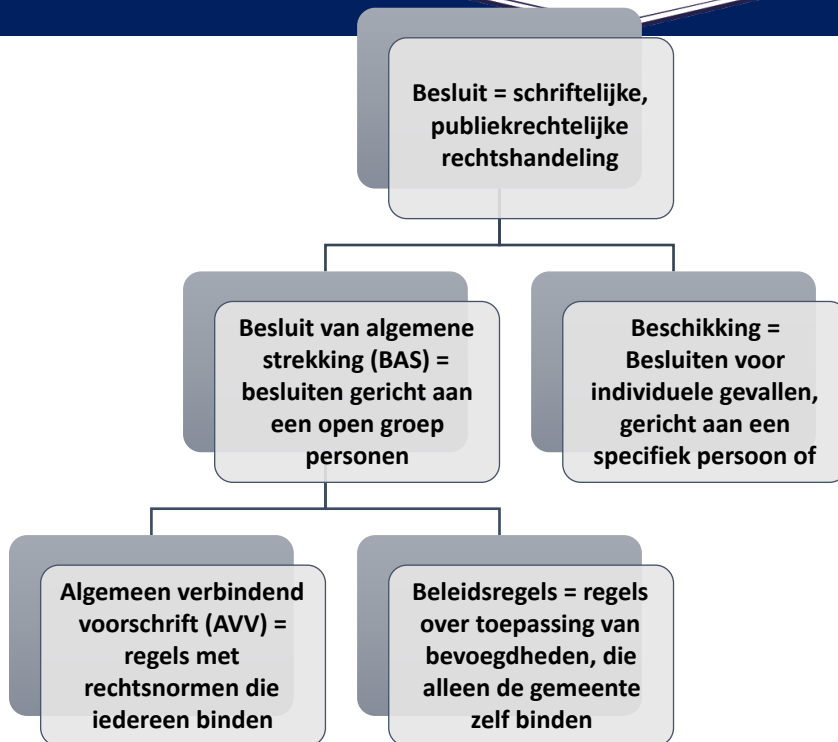 Besluit = schriftelijke,
publiekrechtelijke
rechtshandeling
Besluit van algemene
strekking (BAS) =
besluiten gericht aan
een open groep
personen
Beschikking =
Besluiten voor
individuele gevallen,
gericht aan een
specifiek persoon of
Algemeen verbindend
voorschrift (AVV) =
regels met
rechtsnormen die
iedereen binden
Beleidsregels = regels
over toepassing van
bevoegdheden, die
alleen de gemeente
zelf binden